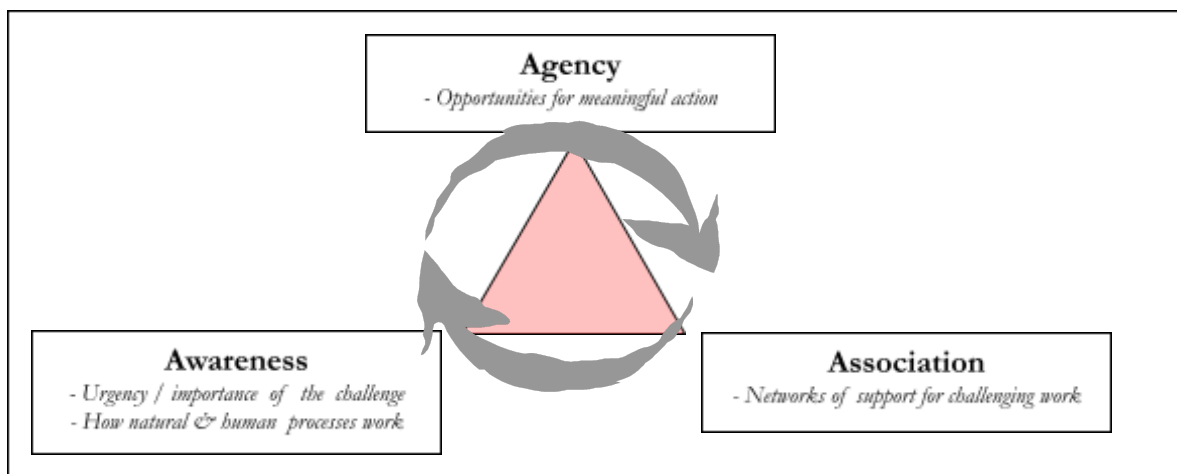 Agency
- Opportunities for meaningful action
Awareness
- Urgency / importance of the challenge
- How natural & human processes work
Association
- Networks of support for challenging work